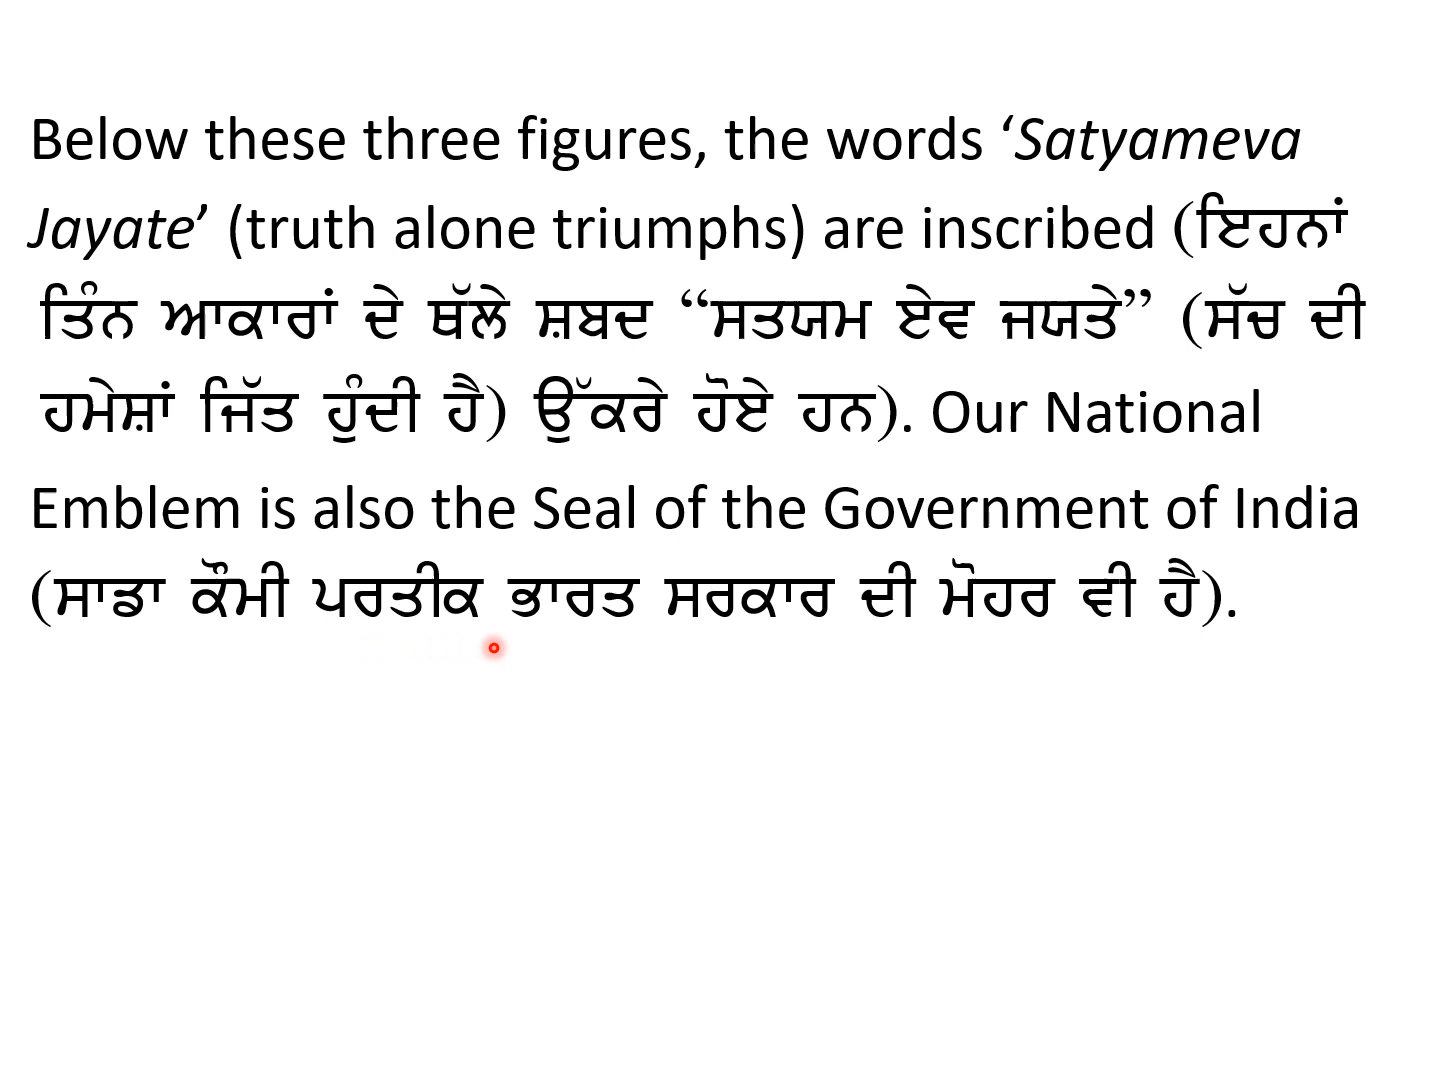 Below these three figures, the words ‘Satyameva
Jayate’ (truth alone triumphs) are inscribed (ਇਹਨਾਂ
ਤਿੰਨ ਆਕਾਰਾਂ ਦੇ ਥੱਲੇ ਸ਼ਬਦ “ਸਤਯਮ ਏਵ ਜਯਤੇ” (ਸੱਚ ਦੀ
ਹਮੇਸ਼ਾਂ ਜਿੱਤ ਹੁੰਦੀ ਹੈ) ਉੱਕਰੇ ਹੋਏ ਹਨ). Our National
Emblem is also the Seal of the Government of India
(ਸਾਡਾ ਕੌਮੀ ਪਰਤੀਕ ਭਾਰਤ ਸਰਕਾਰ ਦੀ ਮੋਹਰ ਵੀ ਹੈ).